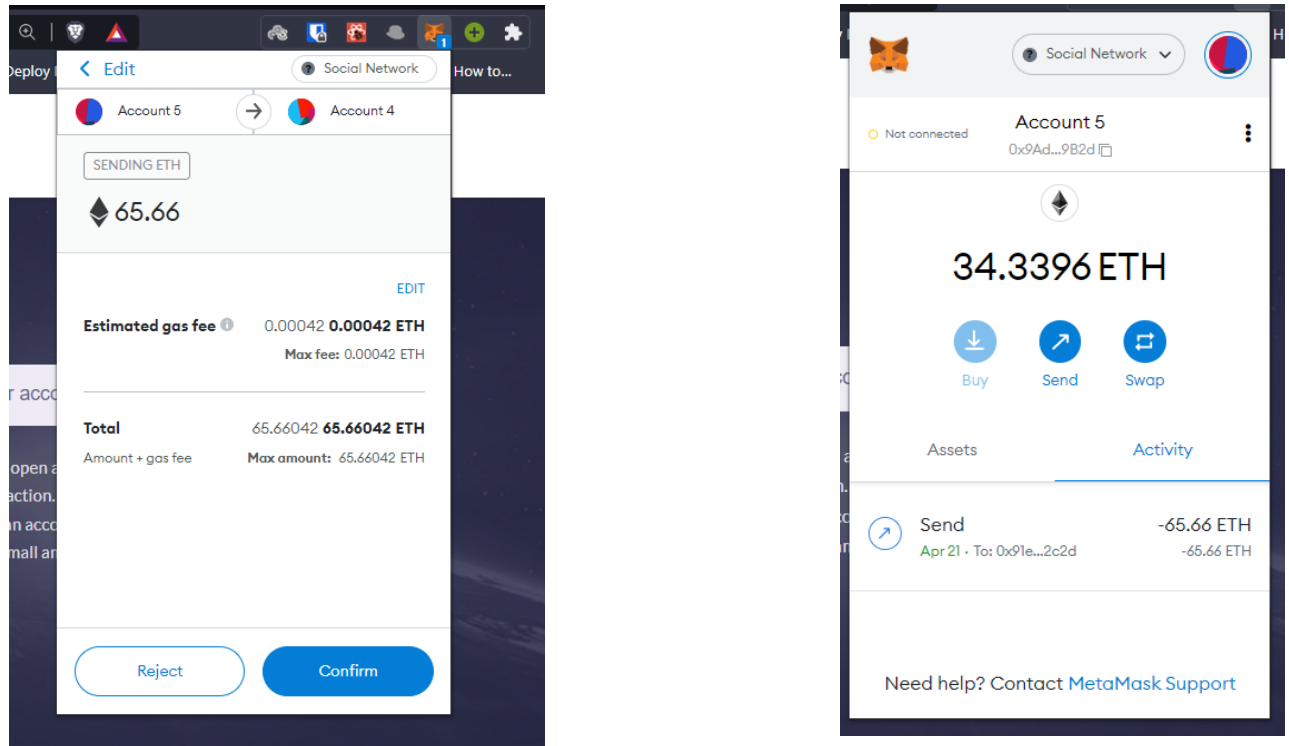 Deploy
Edit
Social Network
How to...
Account 5
Account 4
SENDING ETH
65.66
EDIT
Estimated gas fee 0.00042 0.00042 ETH
Max fee: 0.00042 ETH
r acco
Total 65.66042 65.66042 ETH
Amount + gas fee Max amount: 65.66042 ETH
open a
action.
an acco
mall an
Reject
Confirm
1
Social Network
H
Not connected
Account 5
0x9Ad...9B2d
34.3396 ETH
Buy
Send
Swap
Assets
Activity
Send -65.66 ETH
Apr 21 · To: 0x91e...2c2d -65.66 ETH
Need help? Contact MetaMask Support